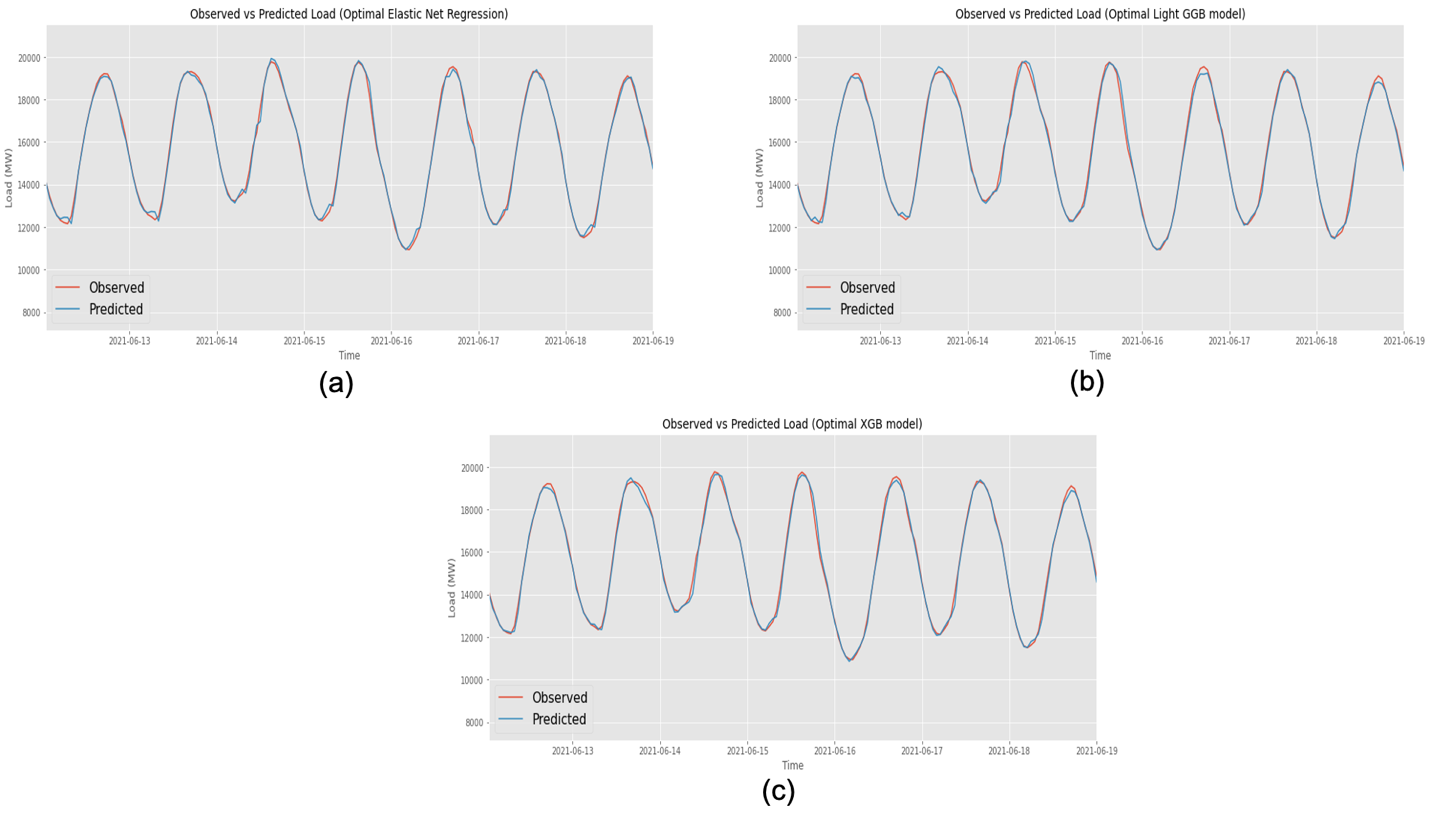 Observed vs Predicted Load (Optimal Elastic Net Regression)
20000
18000
16000
14000
12000
10000
8000
Load (MW)
Observed
Predicted
2021-06-13 2021-06-14 2021-06-15 2021-06-16 2021-06-17 2021-06-18 2021-06-19
Time
(a)
Observed vs Predicted Load (Optimal Light GGB model)
20000
18000
16000
14000
12000
10000
8000
Load (MW)
Observed
Predicted
2021-06-13 2021-06-14 2021-06-15 2021-06-16 2021-06-17 2021-06-18 2021-06-19
Time
(b)
Observed vs Predicted Load (Optimal XGB model)
20000
18000
16000
14000
12000
10000
8000
Load (MW)
Observed
Predicted
2021-06-13 2021-06-14 2021-06-15 2021-06-16 2021-06-17 2021-06-18 2021-06-19
Time
(c)